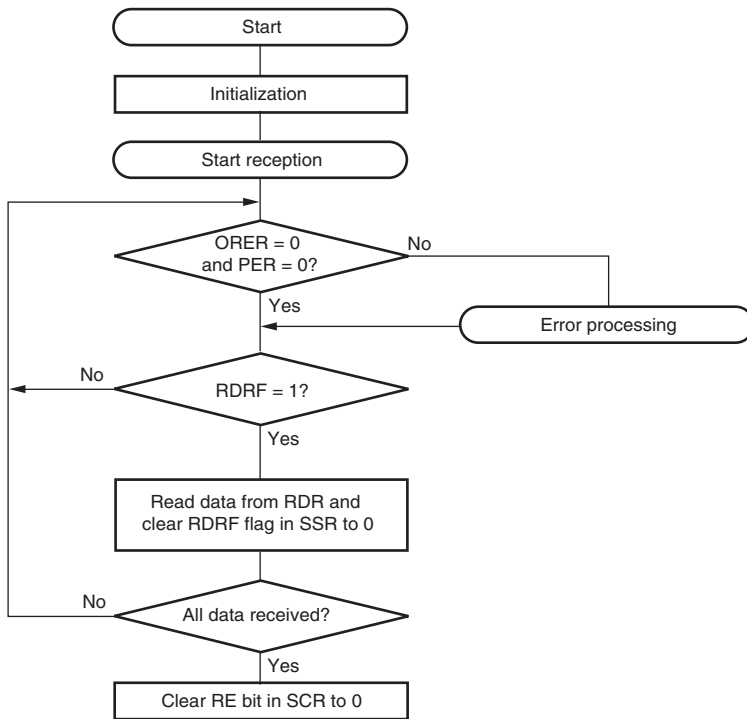 Start
Initialization
Start reception
ORER = 0
and PER = 0?
No
Yes
Error processing
No
RDRF = 1?
Yes
Read data from RDR and
clear RDRF flag in SSR to 0
No
All data received?
Yes
Clear RE bit in SCR to 0